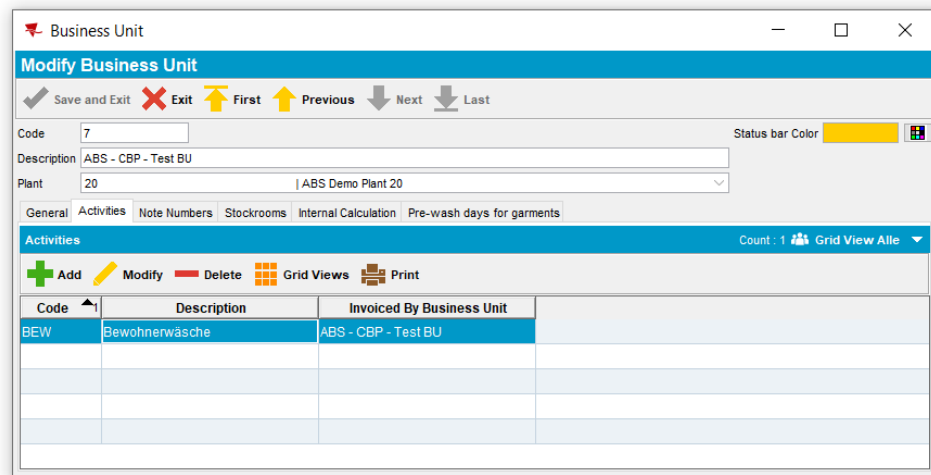 Business Unit
Modify Business Unit
Save and Exit Exit First Previous Next Last
Code 7 Status bar Color
Description ABS - CBP - Test BU
Plant 20 | ABS Demo Plant 20
General Activities Note Numbers Stockrooms Internal Calculation Pre-wash days for garments
Activities Count : 1 Grid View Alle
Add Modify Delete Grid Views Print
Code 1 Description Invoiced By Business Unit
BEW Bewohnerwäsche ABS - CBP - Test BU